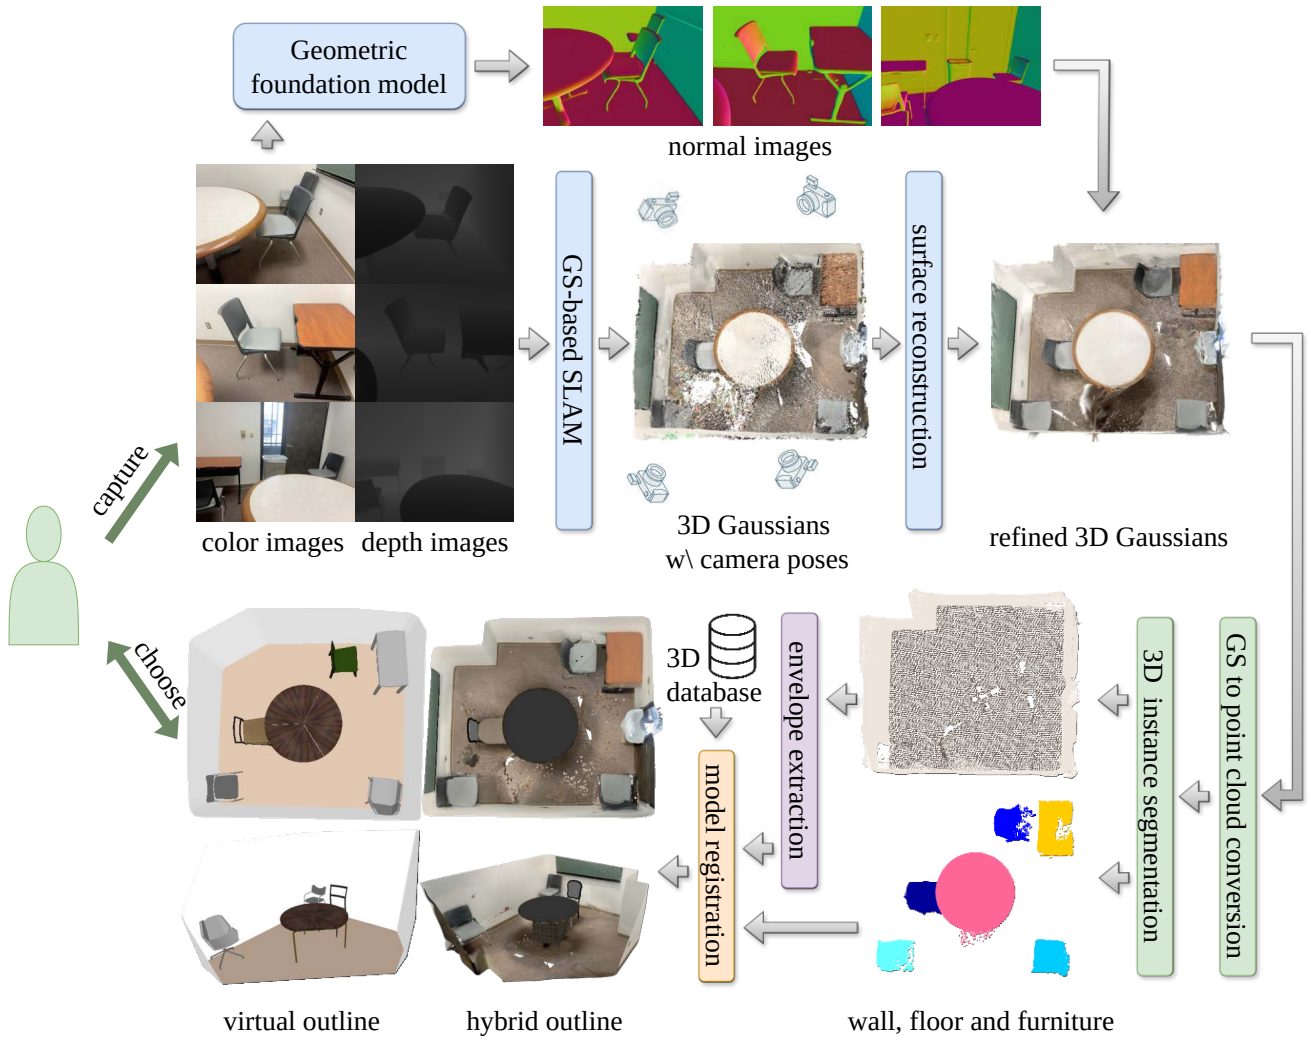 Geometric
foundation model
normal images
capture
color images
depth images
GS-based SLAM
3D Gaussians
w\ camera poses
surface reconstruction
refined 3D Gaussians
choose
3D
database
envelope extraction
model registration
3D instance segmentation
GS to point cloud conversion
virtual outline
hybrid outline
wall, floor and furniture